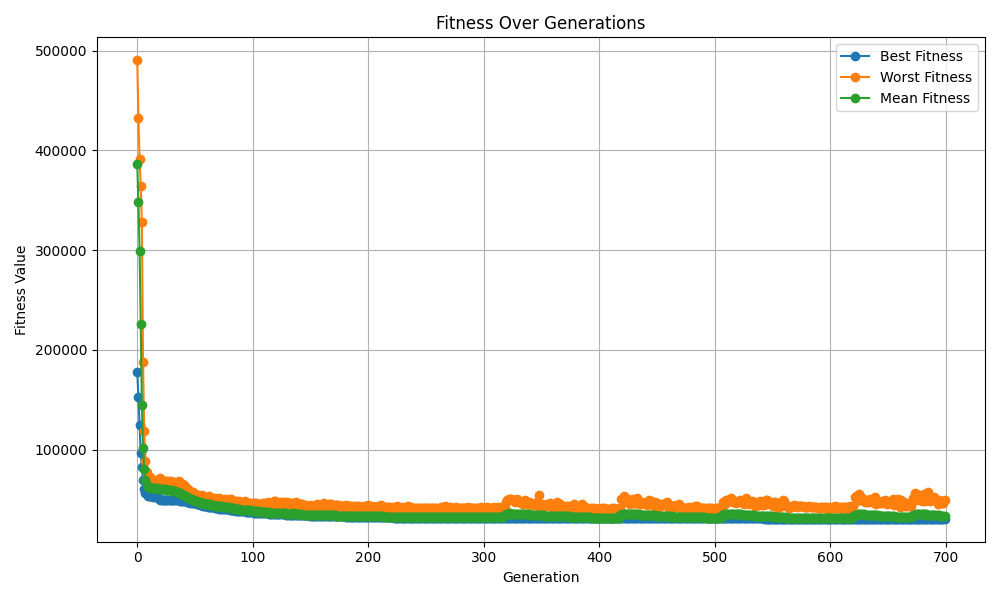 Fitness Over Generations
Best Fitness
Worst Fitness
Mean Fitness
Fitness Value
500000
400000
300000
200000
100000
0
100
200
300
400
500
600
700
Generation